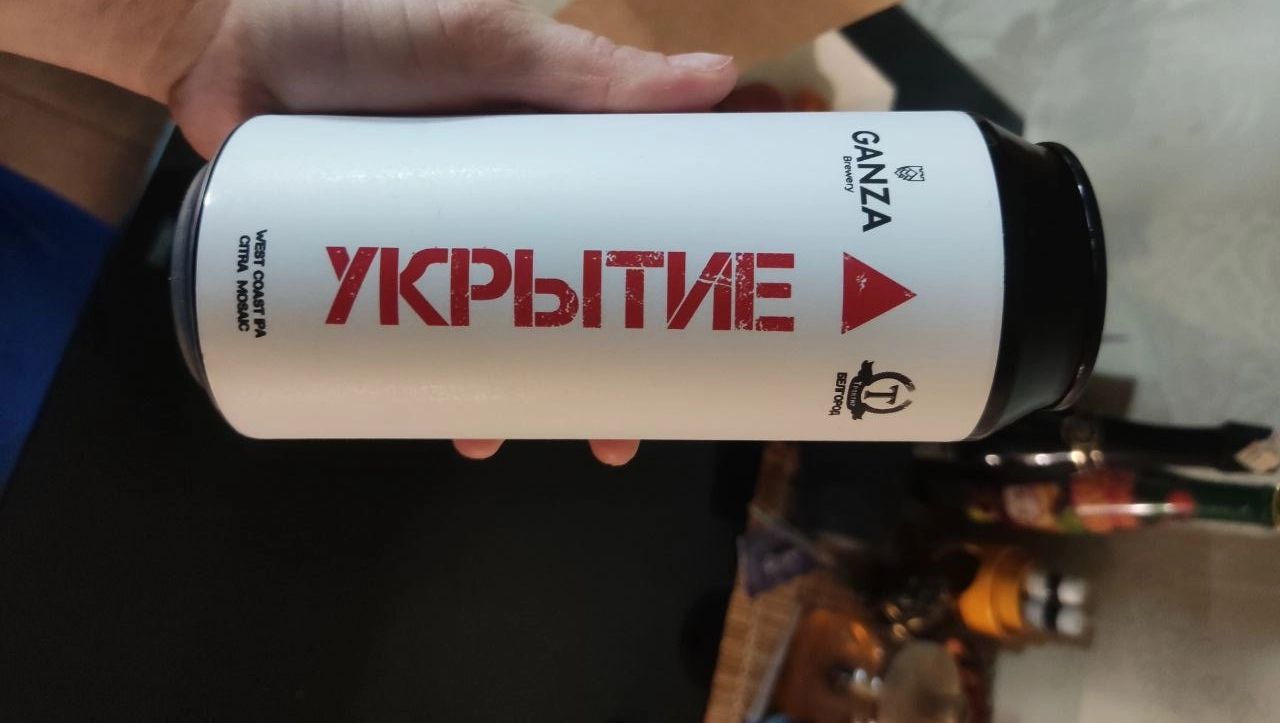 GANZA
Brewery
T
БЕЛГОРОД
УКРЫТИЕ
WEST COAST IPA
CITRA MOSAIC